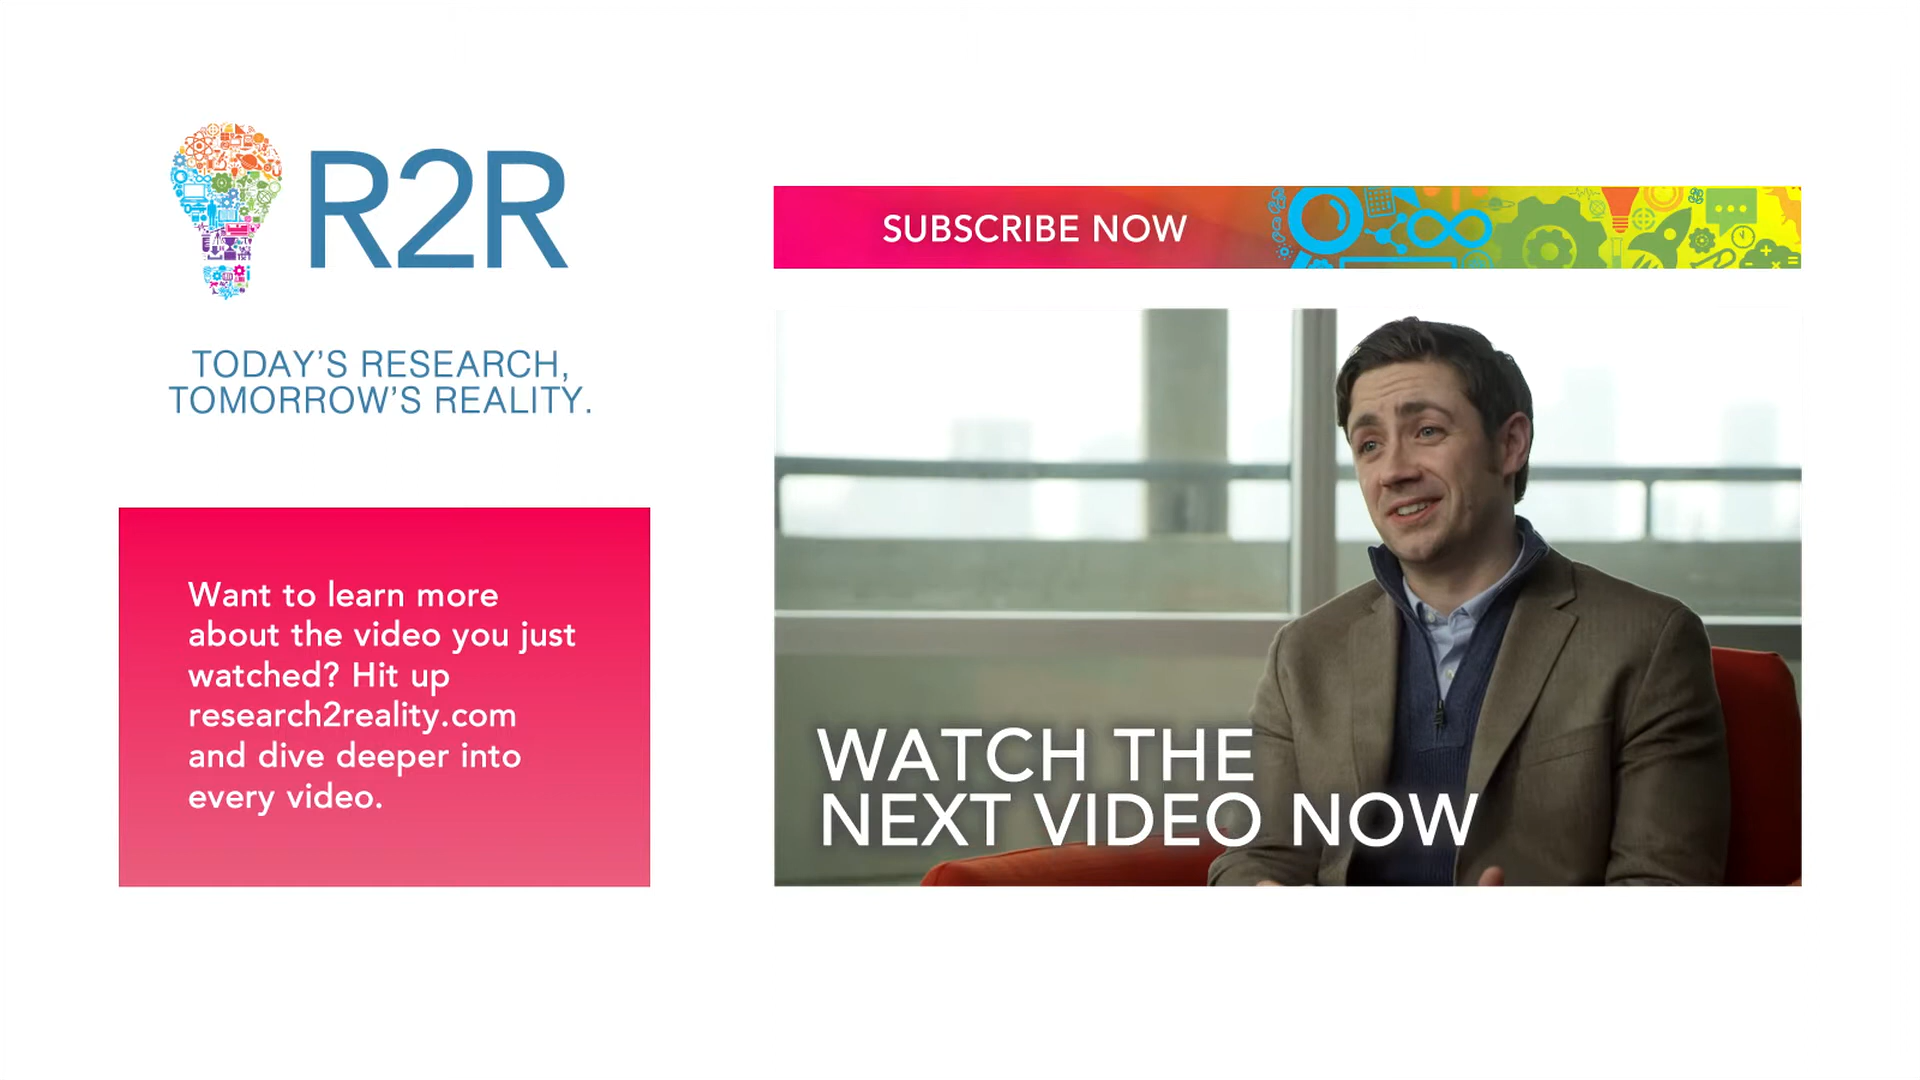 R2R
TODAY'S RESEARCH,
TOMORROW'S REALITY.
SUBSCRIBE NOW
Want to learn more
about the video you just
watched? Hit up
research2reality.com
and dive deeper into
every video.
WATCH THE
NEXT VIDEO NOW